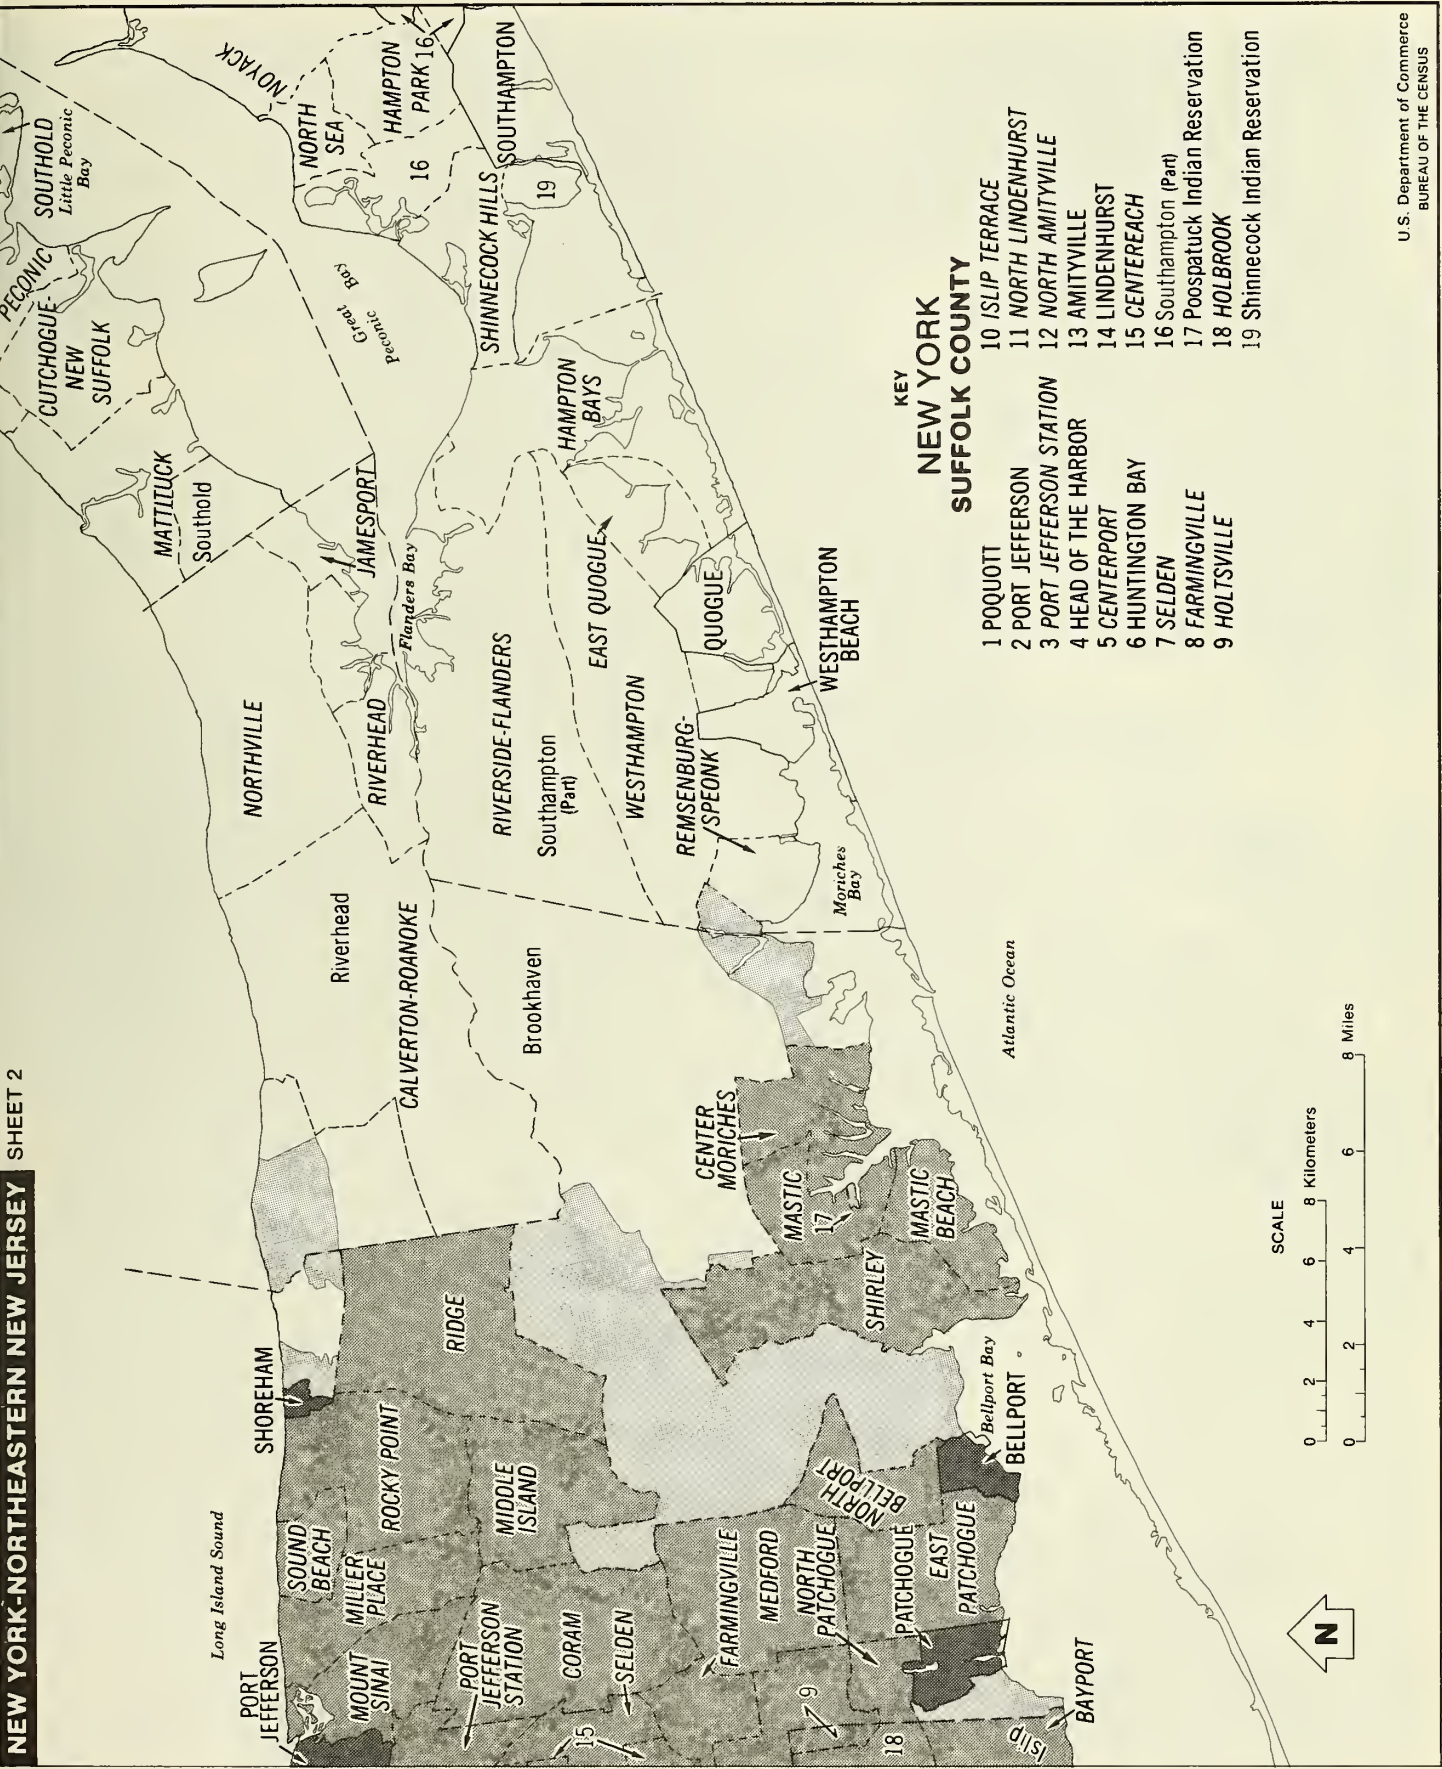 NEW YORK-NORTHEASTERN NEW JERSEY SHEET 2
Long Island Sound
PORT
JEFFERSON
SHOREHAM
SOUND
BEACH
MILLER
PLACE
MOUNT
SINAI
ROCKY POINT
RIDGE
PORT
JEFFERSON
STATION
MIDDLE
ISLAND
CORAM
SELDEN
15
FARMINGVILLE
MEDFORD
NORTH
PATCHOGUE
9
18
PATCHOGUE
EAST
PATCHOGUE
NORTH
BELLPORT
BELLPORT
Bellport Bay
Islip
BAYPORT
SHIRLEY
MASTIC
17
MASTIC
BEACH
CENTER
MORICHES
Brookhaven
CALVERTON-ROANOKE
Riverhead
NORTHVILLE
RIVERHEAD
JAMESPORT
Flanders Bay
RIVERSIDE-FLANDERS
Southampton
(Part)
EAST QUOGUE
WESTHAMPTON
REMSENBURG-
SPEONK
QUOGUE
WESTHAMPTON
BEACH
Moriches
Bay
Atlantic Ocean
MATTITUCK
Southold
CUTCHOGUE-
NEW
SUFFOLK
PECONIC
SOUTHOLD
Little Peconic
Bay
Great Bay
Peconic
HAMPTON
BAYS
SHINNECOCK HILLS
19
NOYACK
NORTH
SEA
HAMPTON
PARK
16
16
SOUTHAMPTON
KEY
NEW YORK
SUFFOLK COUNTY
1 POQUOTT
2 PORT JEFFERSON
3 PORT JEFFERSON STATION
4 HEAD OF THE HARBOR
5 CENTERPORT
6 HUNTINGTON BAY
7 SELDEN
8 FARMINGVILLE
9 HOLTSVILLE
10 ISLIP TERRACE
11 NORTH LINDENHURST
12 NORTH AMITYVILLE
13 AMITYVILLE
14 LINDENHURST
15 CENTEREACH
16 Southampton (Part)
17 Poospatuck Indian Reservation
18 HOLBROOK
19 Shinnecock Indian Reservation
N
SCALE
0 2 4 6 8 Kilometers
0 2 4 6 8 Miles
U.S. Department of Commerce
BUREAU OF THE CENSUS